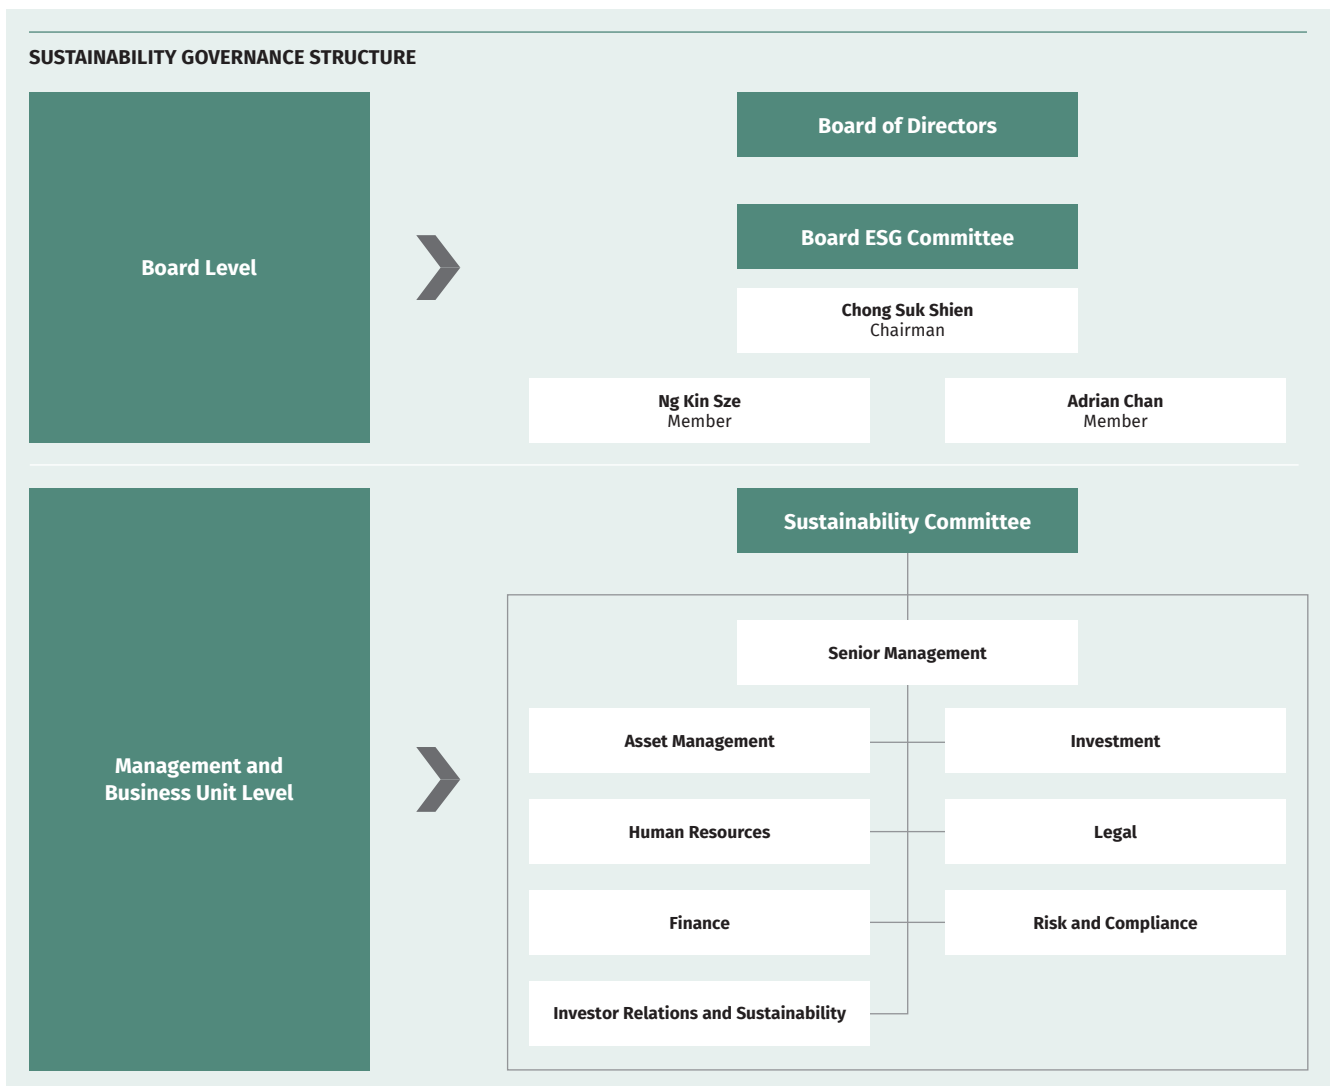 SUSTAINABILITY GOVERNANCE STRUCTURE
Board Level
Board of Directors
Board ESG Committee
Chong Suk Shien
Chairman
Ng Kin Sze
Member
Adrian Chan
Member
Management and
Business Unit Level
Sustainability Committee
Senior Management
Asset Management
Investment
Human Resources
Legal
Finance
Risk and Compliance
Investor Relations and Sustainability